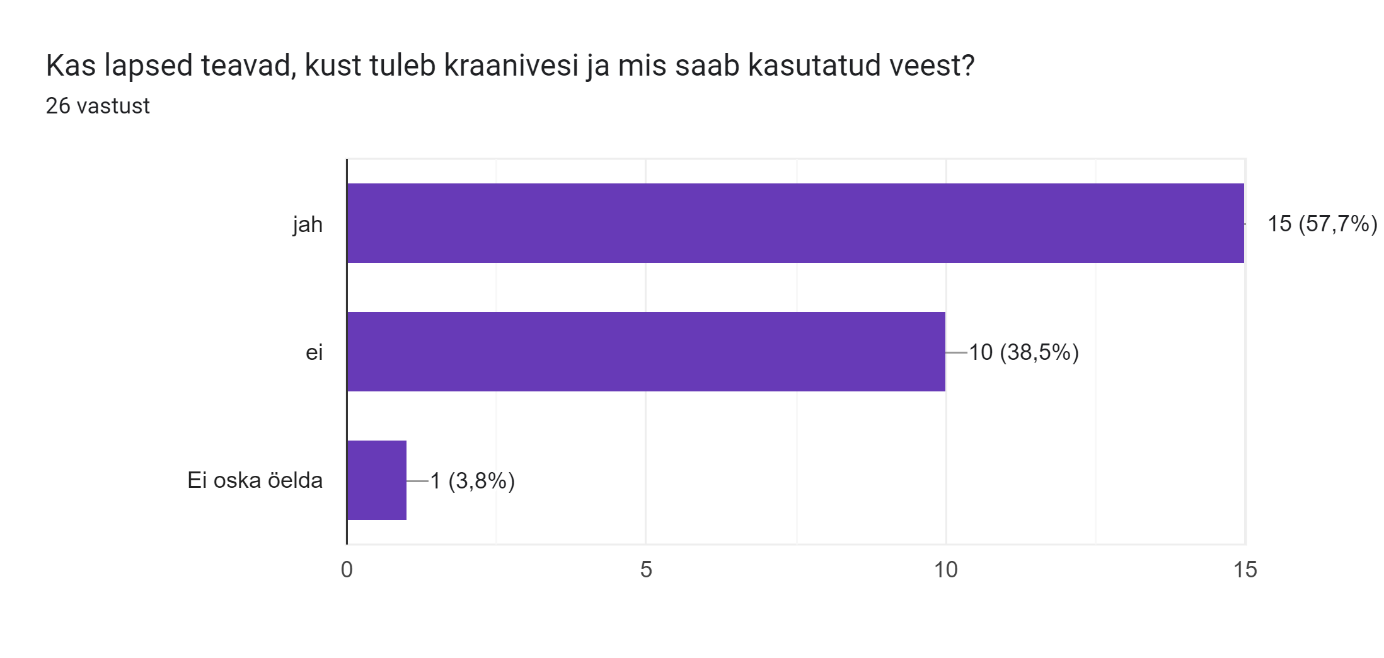 Kas lapsed teavad, kust tuleb kraanivesi ja mis saab kasutatud veest?
26 vastust
jah
15 (57,7%)
ei
10 (38,5%)
Ei oska öelda
1 (3,8%)
0 5 10 15